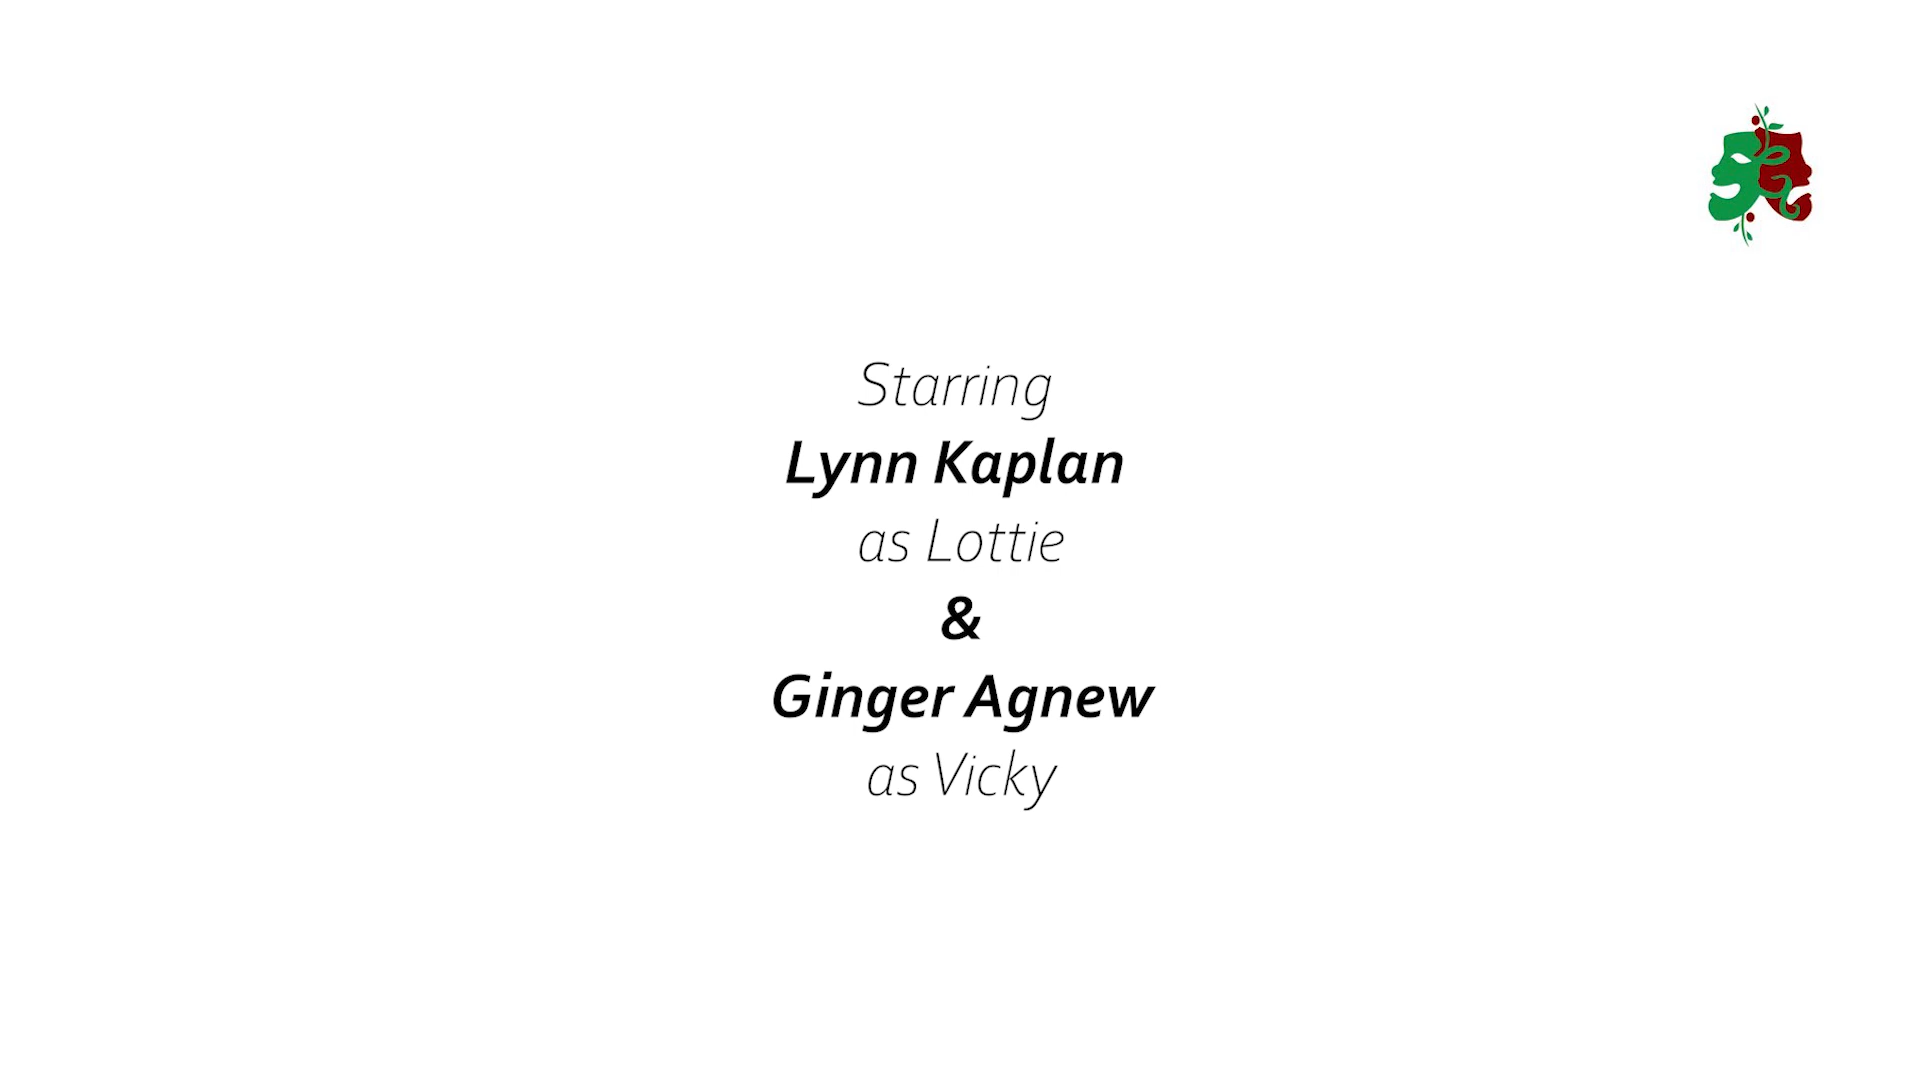 Starring
Lynn Kaplan
as Lottie
&
Ginger Agnew
as Vicky